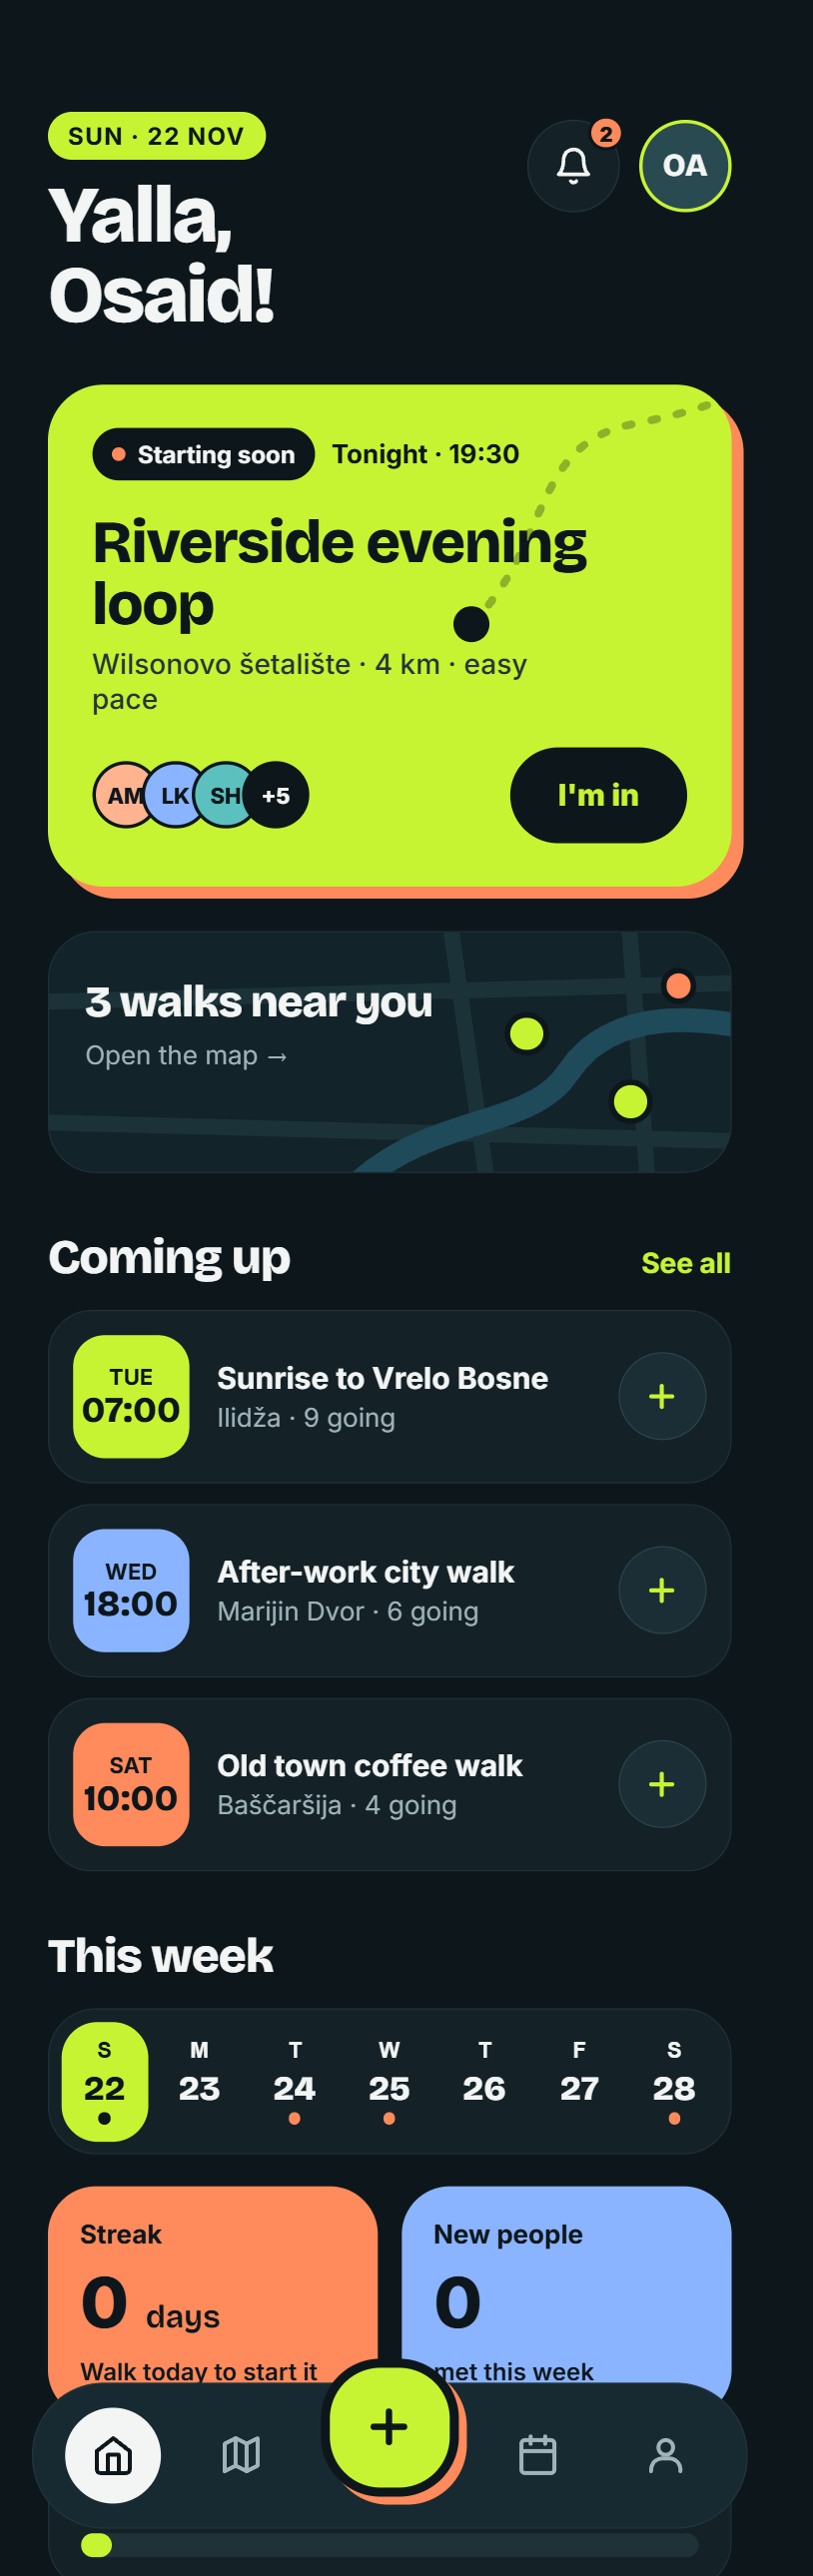 SUN · 22 NOV
2
OA
Yalla,
Osaid!
Starting soon
Tonight · 19:30
Riverside evening
loop
Wilsonovo šetalište · 4 km · easy
pace
AM LK SH +5
I'm in
3 walks near you
Open the map →
Coming up
See all
TUE
07:00
Sunrise to Vrelo Bosne
Ilidža · 9 going
WED
18:00
After-work city walk
Marijin Dvor · 6 going
SAT
10:00
Old town coffee walk
Baščaršija · 4 going
This week
S M T W T F S
22 23 24 25 26 27 28
Streak
0 days
Walk today to start it
New people
0
met this week